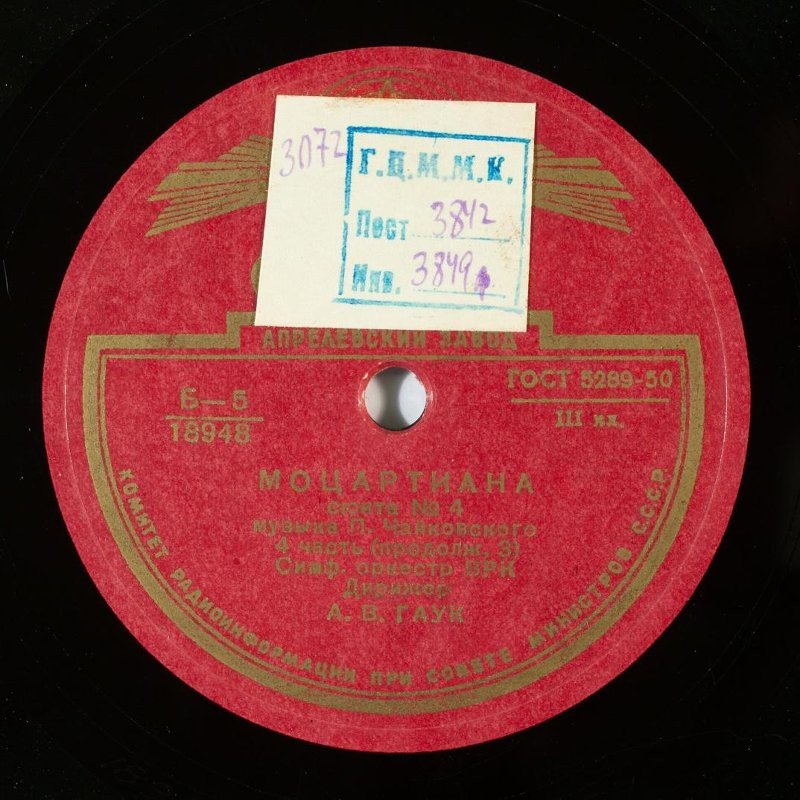 3072
Г.Ц.М.М.К.
Пост 3842
Инв. 3849
АПРЕЛЕВСКИЙ ЗАВОД
Б—5
18948
ГОСТ 5289-50
III кл.
МОЦАРТИАНА
сюита № 4
музыка П. Чайковского
4 часть (продолж. 3)
Симф. оркестр ВРК
Дирижер
А. В. ГАУК
КОМИТЕТ РАДИОИНФОРМАЦИИ ПРИ СОВЕТЕ МИНИСТРОВ СССР